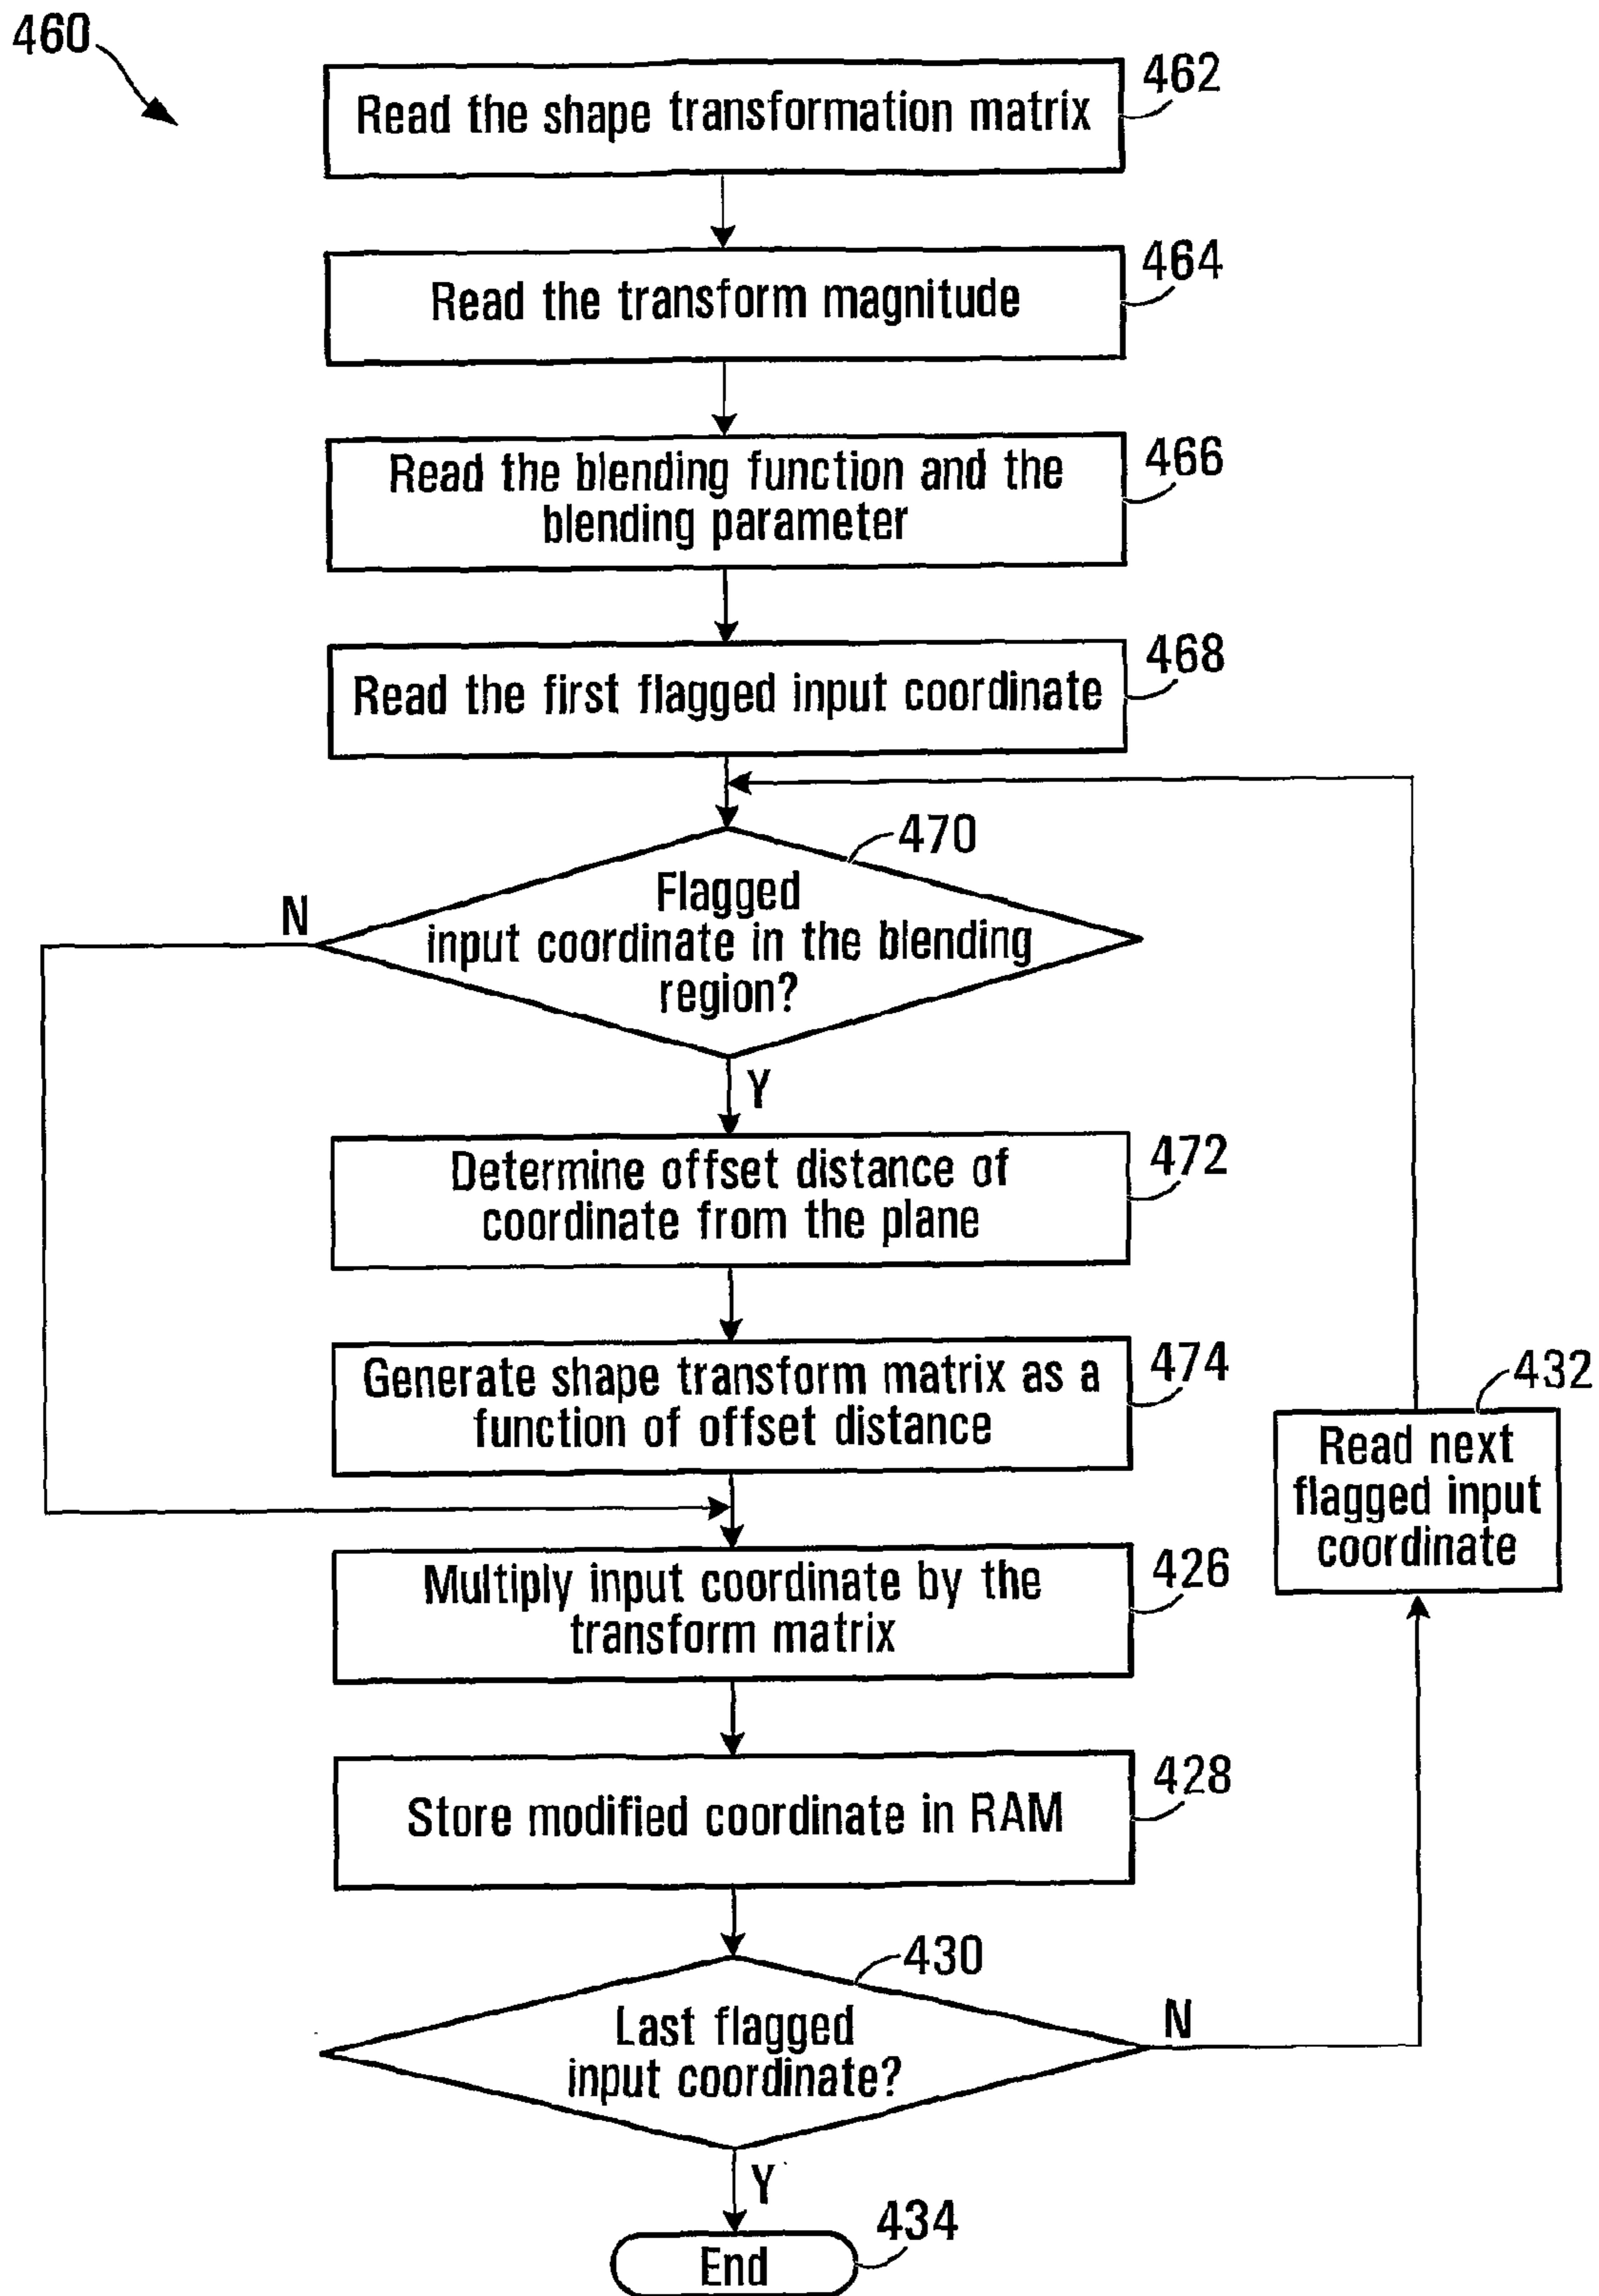 460
Read the shape transformation matrix
462
Read the transform magnitude
464
Read the blending function and the
blending parameter
466
Read the first flagged input coordinate
468
470
Flagged
input coordinate in the blending
region?
N
Y
Determine offset distance of
coordinate from the plane
472
Generate shape transform matrix as a
function of offset distance
474
432
Read next
flagged input
coordinate
Multiply input coordinate by the
transform matrix
426
Store modified coordinate in RAM
428
430
Last flagged
input coordinate?
N
Y
End
434